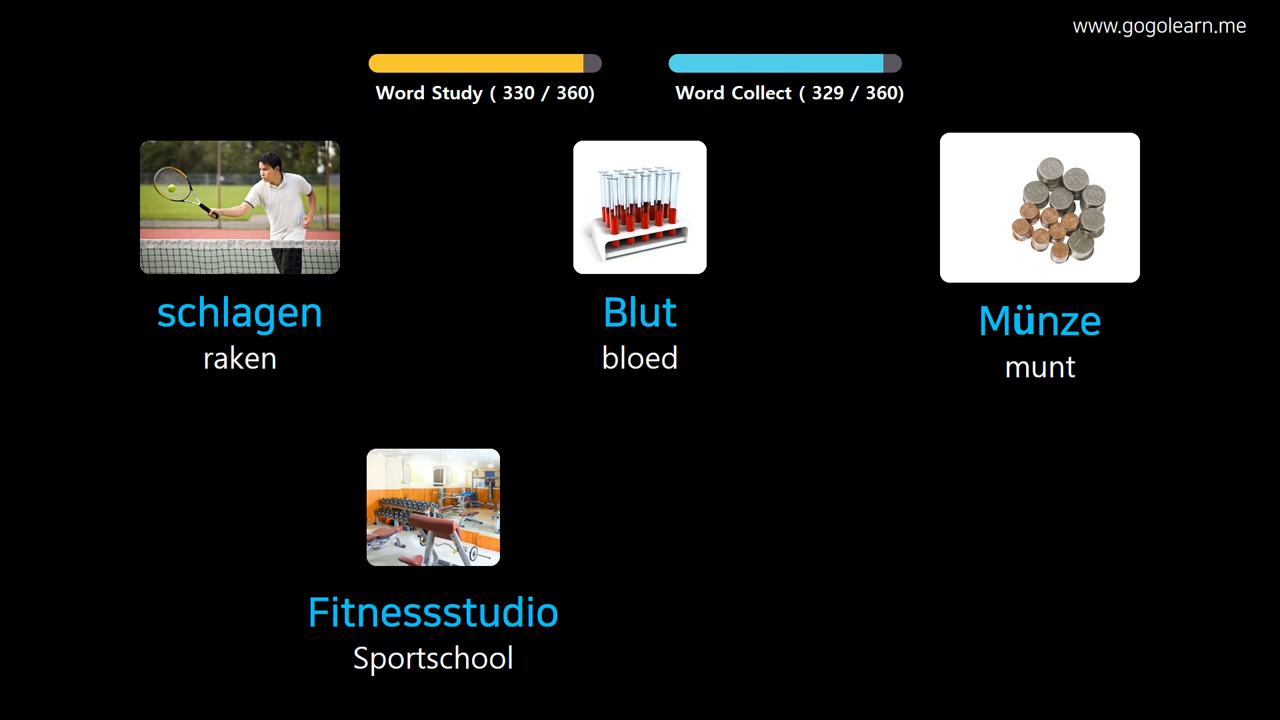 www.gogolearn.me
Word Study ( 330 / 360)
Word Collect ( 329 / 360)
schlagen
raken
Blut
bloed
Münze
munt
Fitnessstudio
Sportschool